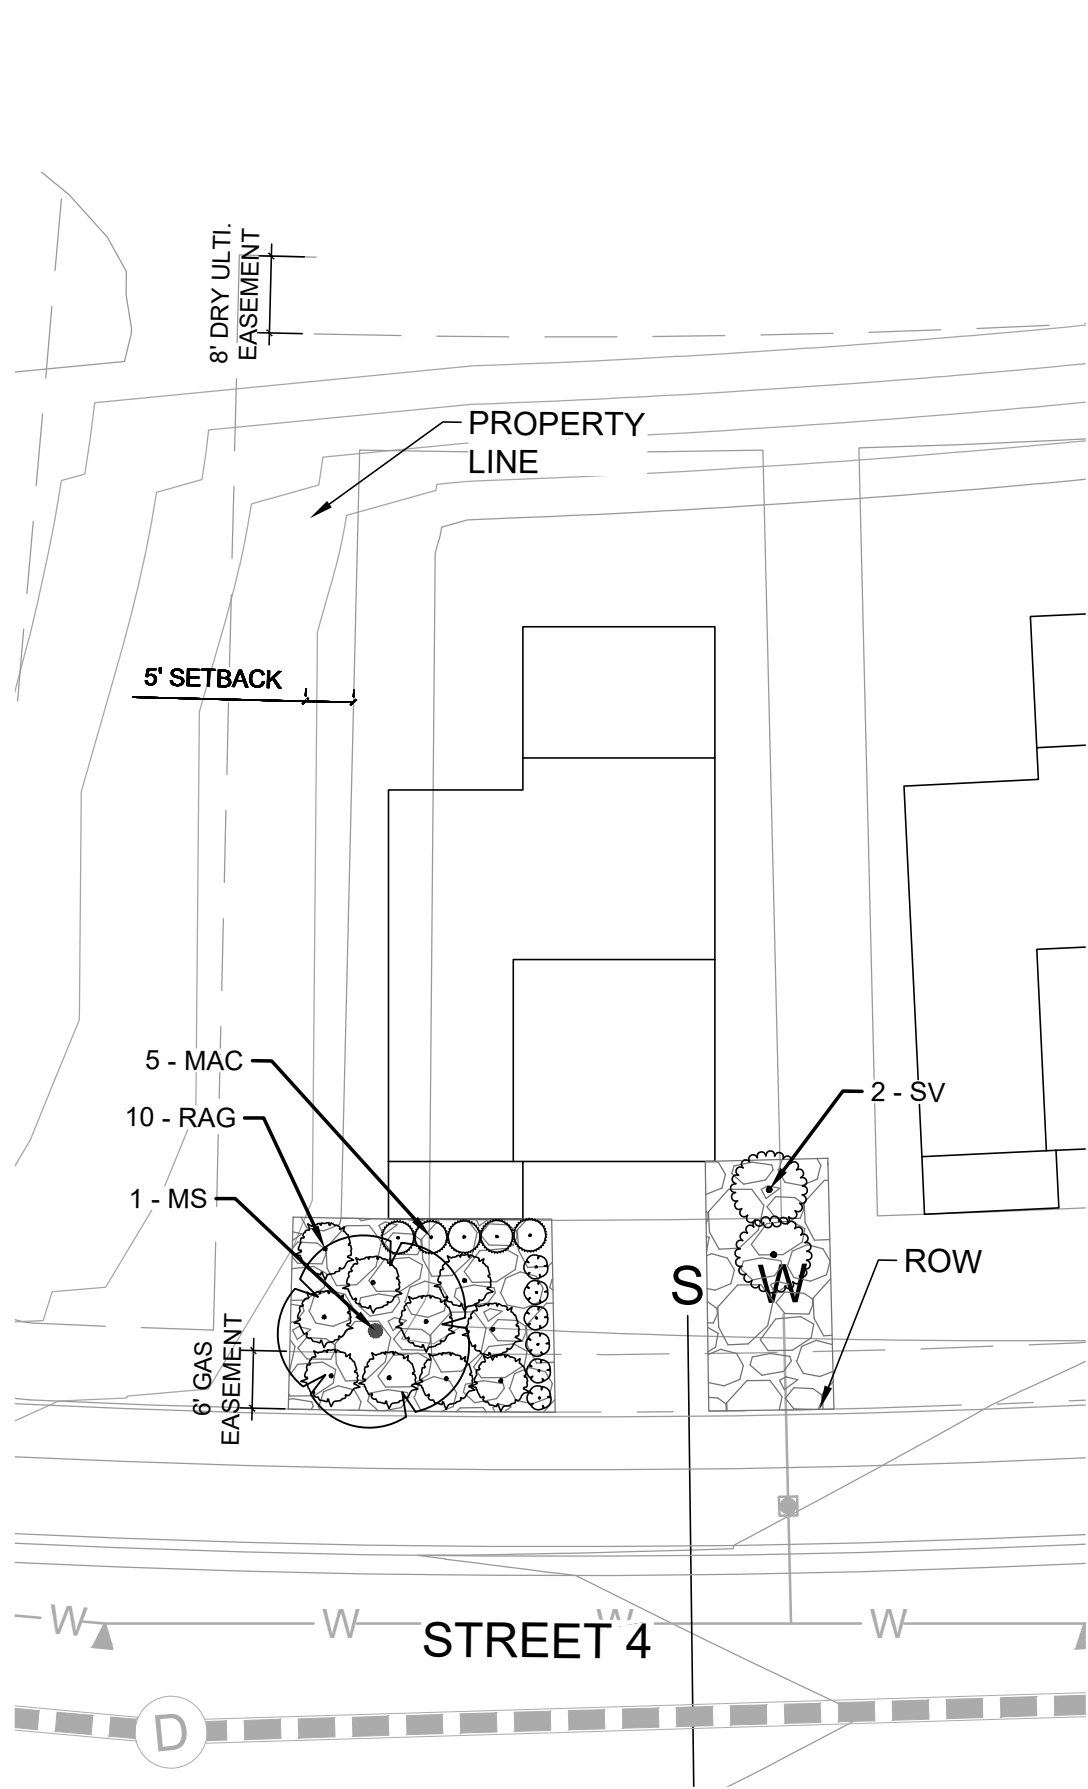 8' DRY ULTI.
EASEMENT
PROPERTY
LINE
5' SETBACK
5 - MAC
10 - RAG
1 - MS
2 - SV
ROW
S
W
6' GAS
EASEMENT
W
W
W
W
STREET 4
D